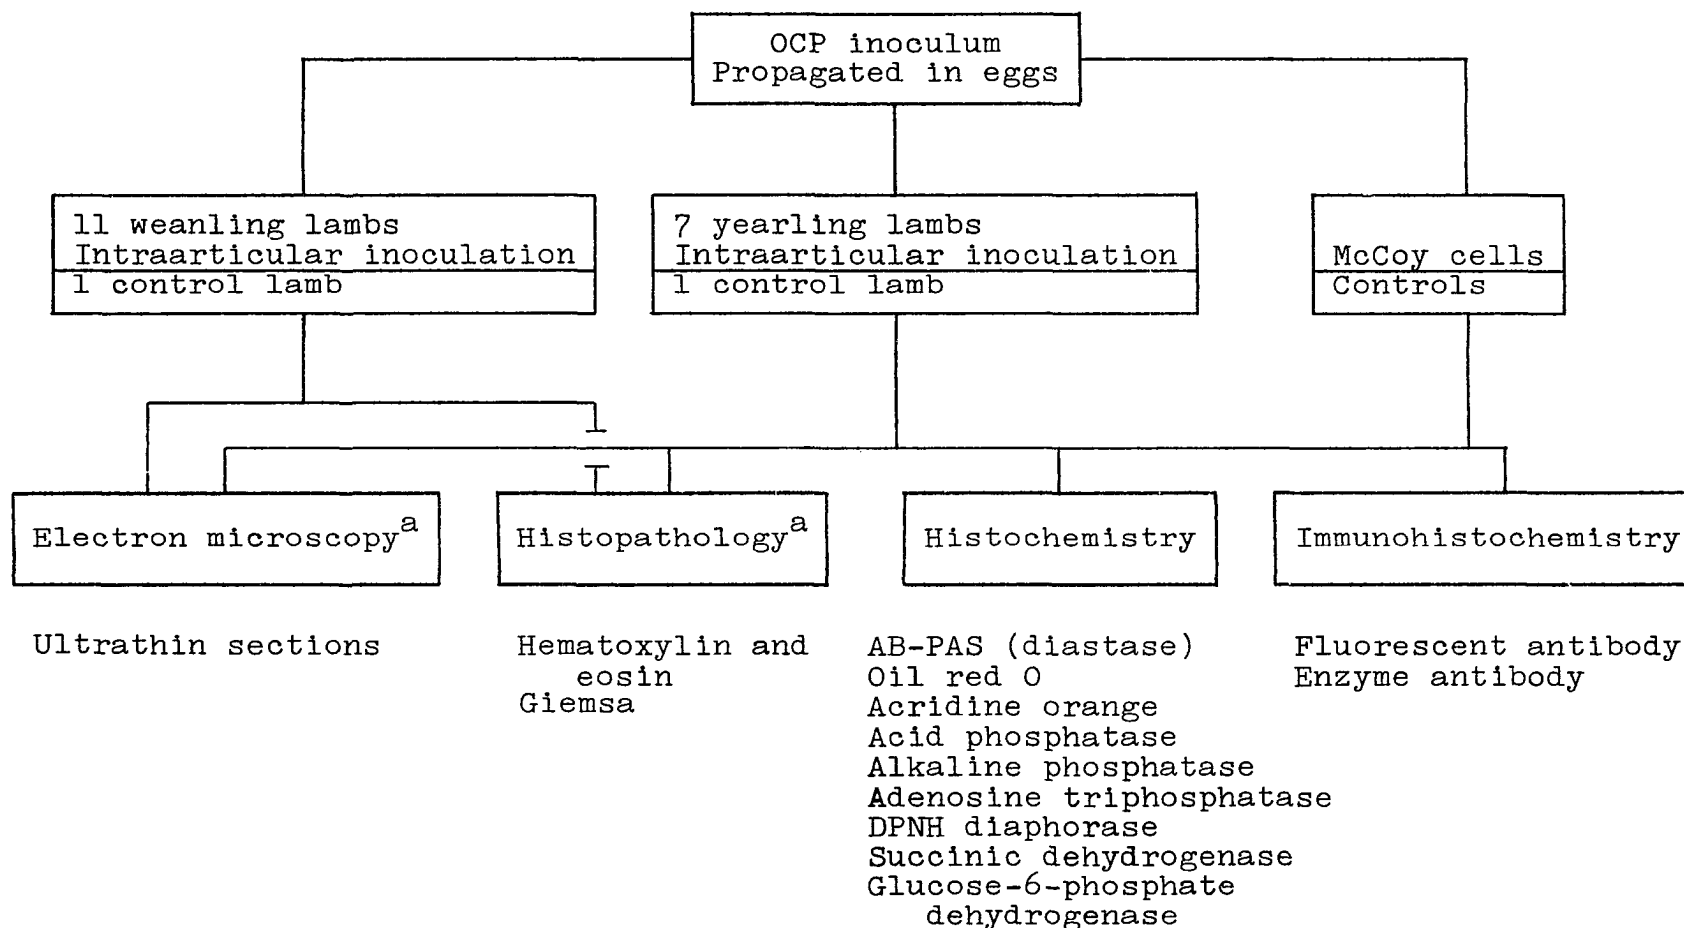 OCP inoculum
Propagated in eggs
11 weanling lambs
Intraarticular inoculation
1 control lamb
7 yearling lambs
Intraarticular inoculation
1 control lamb
McCoy cells
Controls
Electron microscopyᵃ
Histopathologyᵃ
Histochemistry
Immunohistochemistry
Ultrathin sections
Hematoxylin and
eosin
Giemsa
AB-PAS (diastase)
Oil red O
Acridine orange
Acid phosphatase
Alkaline phosphatase
Adenosine triphosphatase
DPNH diaphorase
Succinic dehydrogenase
Glucose-6-phosphate
dehydrogenase
Fluorescent antibody
Enzyme antibody